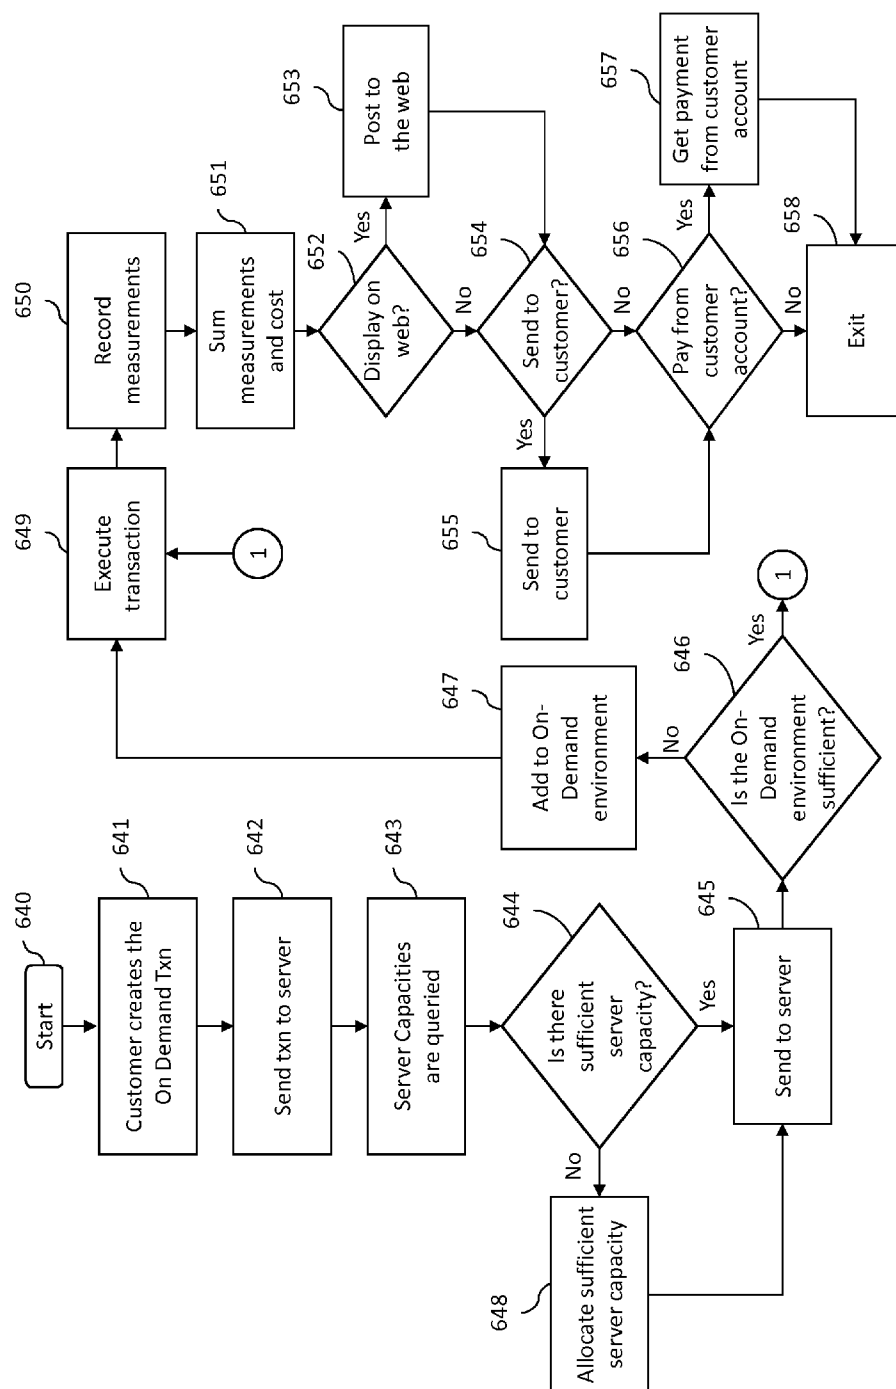 640
Start
641
Customer creates the
On Demand Txn
642
Send txn to server
643
Server Capacities
are queried
644
Is there
sufficient
server
capacity?
No
Yes
648
Allocate sufficient
server capacity
645
Send to server
646
Is the On-
Demand
environment
sufficient?
No
Yes
1
647
Add to On-
Demand
environment
649
Execute
transaction
1
650
Record
measurements
651
Sum
measurements
and cost
652
Display on
web?
Yes
No
653
Post to
the web
654
Send to
customer?
Yes
No
655
Send to
customer
656
Pay from
customer
account?
Yes
No
657
Get payment
from customer
account
658
Exit